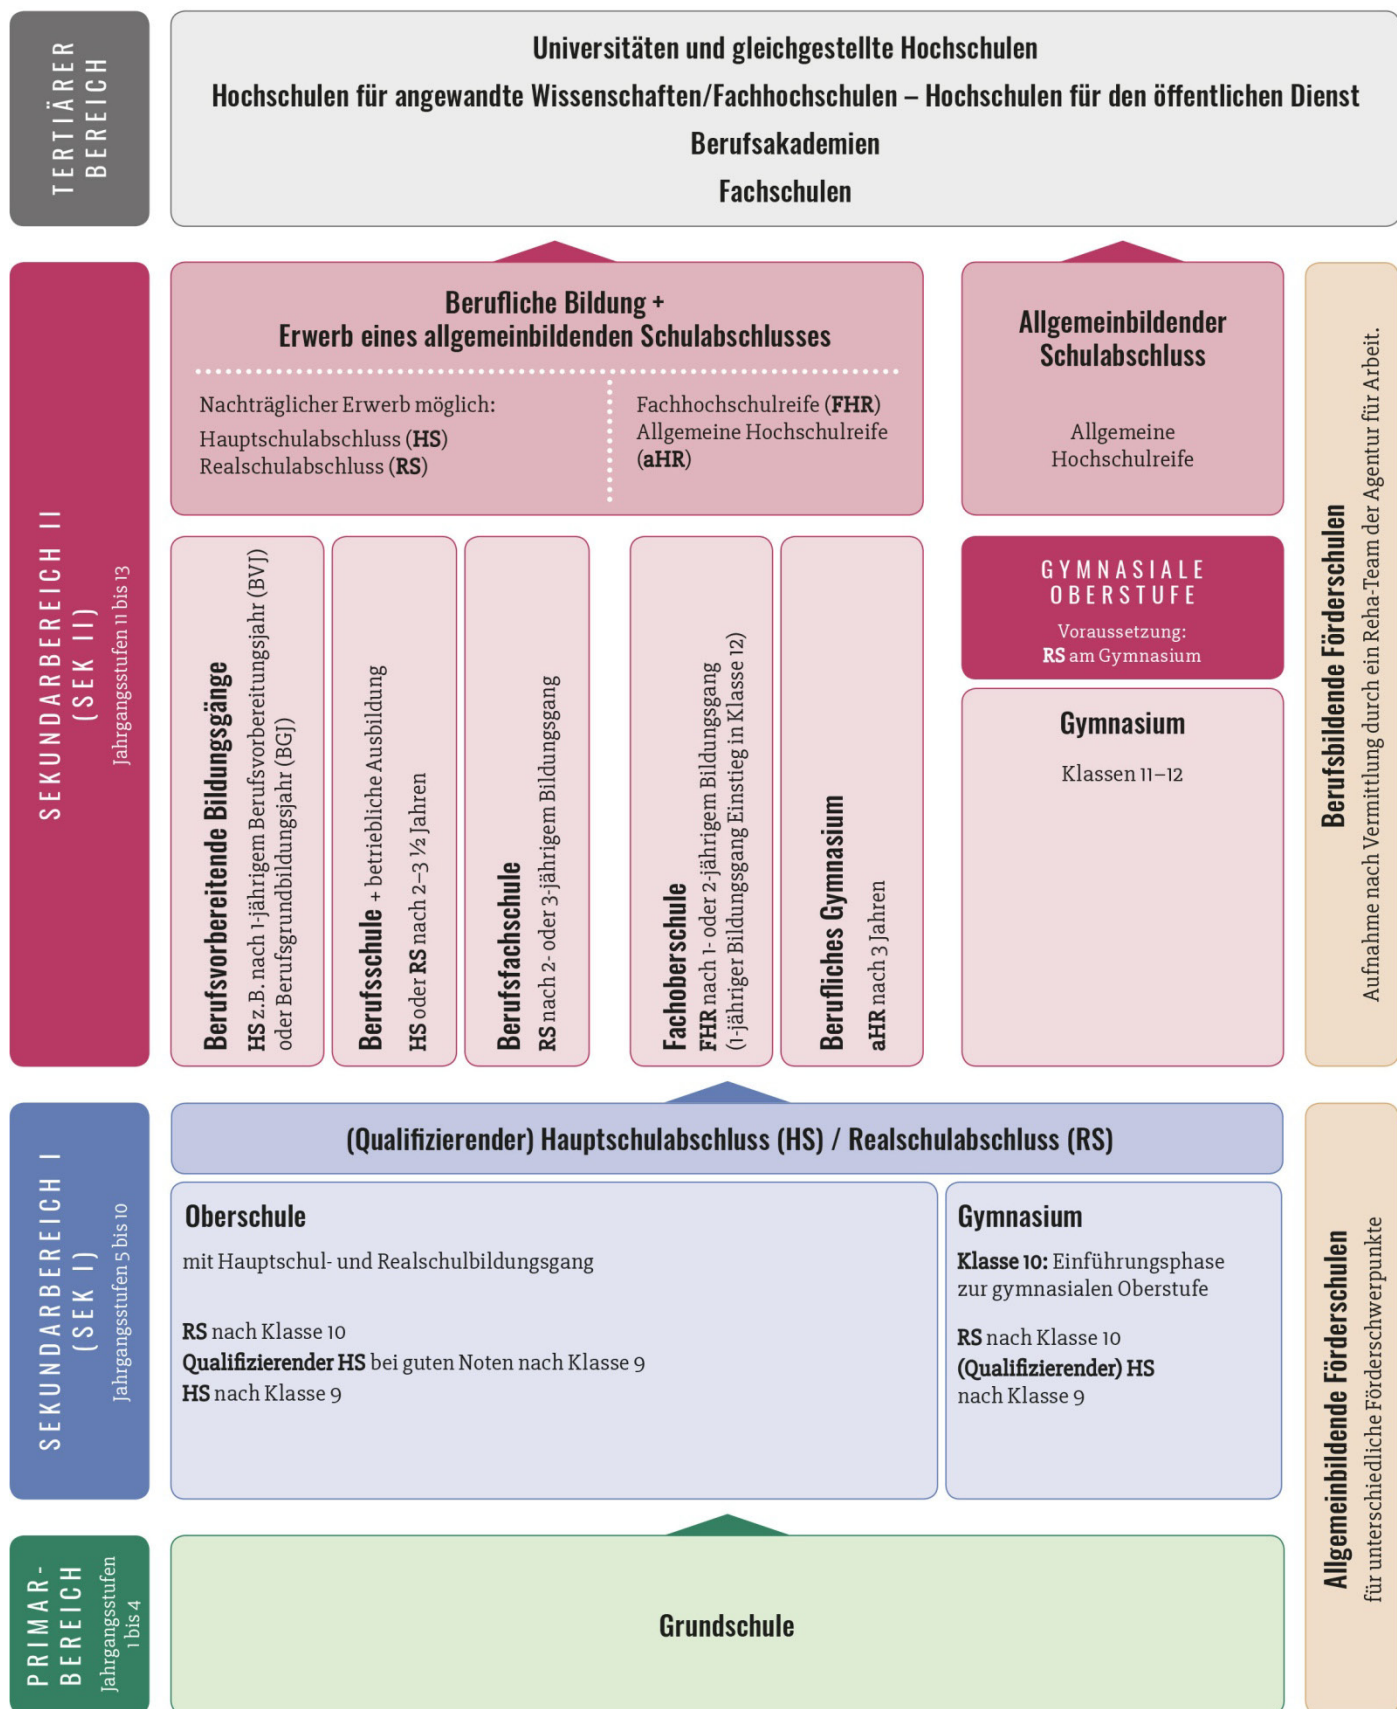 TERTIÄRER
BEREICH
Universitäten und gleichgestellte Hochschulen
Hochschulen für angewandte Wissenschaften/Fachhochschulen – Hochschulen für den öffentlichen Dienst
Berufsakademien
Fachschulen
SEKUNDARBEREICH II
(SEK II)
Jahrgangsstufen 11 bis 13
Berufliche Bildung +
Erwerb eines allgemeinbildenden Schulabschlusses
Nachträglicher Erwerb möglich:
Hauptschulabschluss (HS)
Realschulabschluss (RS)
Fachhochschulreife (FHR)
Allgemeine Hochschulreife
(aHR)
Allgemeinbildender
Schulabschluss
Allgemeine
Hochschulreife
Berufsvorbereitende Bildungsgänge
HS z.B. nach 1-jährigem Berufsvorbereitungsjahr (BVJ)
oder Berufsgrundbildungsjahr (BGJ)
Berufsschule + betriebliche Ausbildung
HS oder RS nach 2–3 ½ Jahren
Berufsfachschule
RS nach 2- oder 3-jährigem Bildungsgang
Fachoberschule
FHR nach 1- oder 2-jährigem Bildungsgang
(1-jähriger Bildungsgang Einstieg in Klasse 12)
Berufliches Gymnasium
aHR nach 3 Jahren
GYMNASIALE
OBERSTUFE
Voraussetzung:
RS am Gymnasium
Gymnasium
Klassen 11–12
Berufsbildende Förderschulen
Aufnahme nach Vermittlung durch ein Reha-Team der Agentur für Arbeit.
SEKUNDARBEREICH I
(SEK I)
Jahrgangsstufen 5 bis 10
(Qualifizierender) Hauptschulabschluss (HS) / Realschulabschluss (RS)
Oberschule
mit Hauptschul- und Realschulbildungsgang
RS nach Klasse 10
Qualifizierender HS bei guten Noten nach Klasse 9
HS nach Klasse 9
Gymnasium
Klasse 10: Einführungsphase
zur gymnasialen Oberstufe
RS nach Klasse 10
(Qualifizierender) HS
nach Klasse 9
Allgemeinbildende Förderschulen
für unterschiedliche Förderschwerpunkte
PRIMAR-
BEREICH
Jahrgangsstufen
1 bis 4
Grundschule